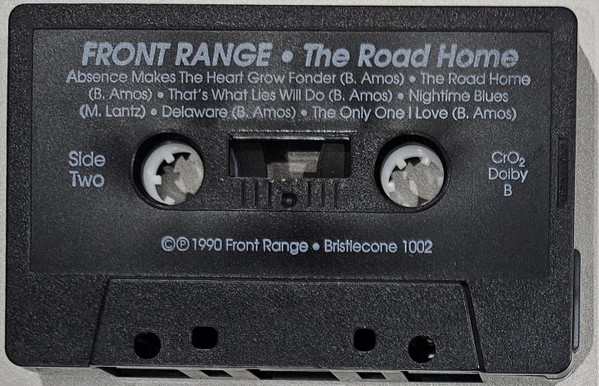 FRONT RANGE • The Road Home
Absence Makes The Heart Grow Fonder (B. Amos) • The Road Home
(B. Amos) • That's What Lies Will Do (B. Amos) • Nightime Blues
(M. Lantz) • Delaware (B. Amos) • The Only One I Love (B. Amos)
Side
Two
CrO₂
Dolby
B
©℗ 1990 Front Range • Bristlecone 1002